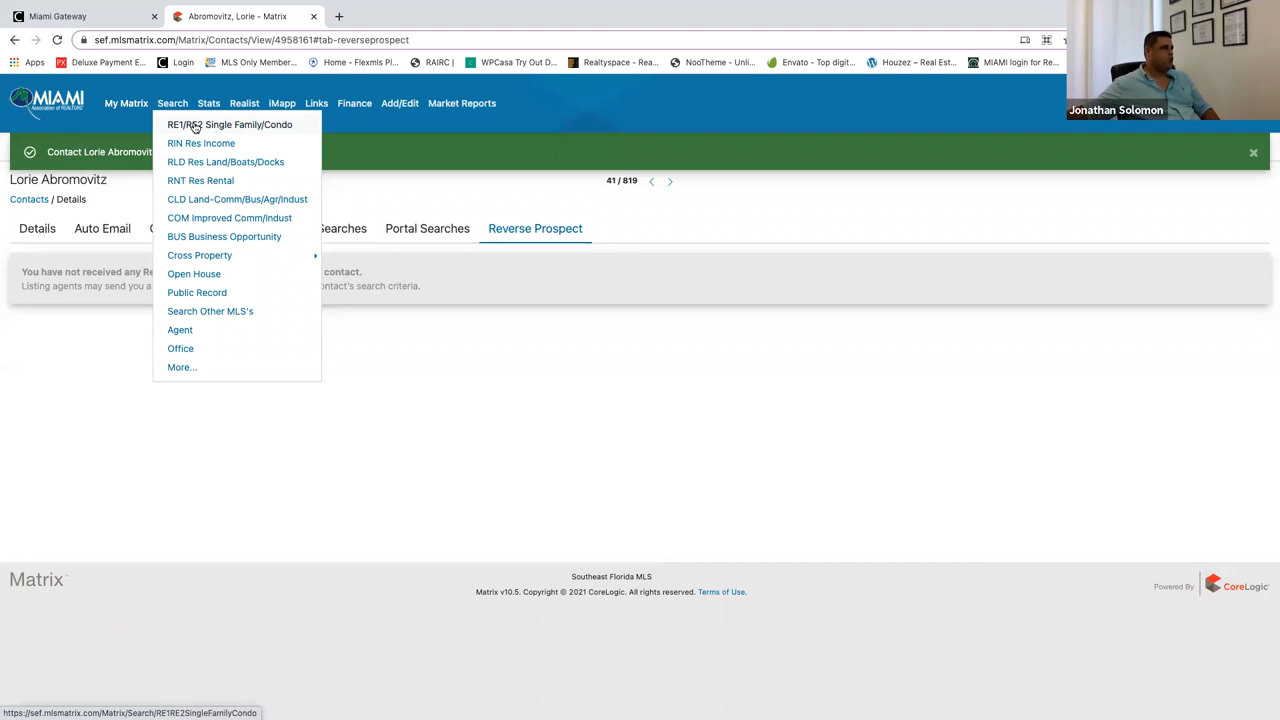 Miami Gateway
Abromovitz, Lorie - Matrix
sef.mlsmatrix.com/Matrix/Contacts/View/4958161#tab-reverseprospect
Apps
Deluxe Payment E...
Login
MLS Only Member...
Home - Flexmls Pl...
RAIRC |
WPCasa Try Out D...
Realtyspace - Rea...
NooTheme - Unli...
Envato - Top digit...
Houzez – Real Est...
MIAMI login for Re...
Jonathan Solomon
MIAMI
Association of REALTORS
My Matrix Search Stats Realist iMapp Links Finance Add/Edit Market Reports
RE1/RE2 Single Family/Condo
RIN Res Income
RLD Res Land/Boats/Docks
RNT Res Rental
CLD Land-Comm/Bus/Agr/Indust
COM Improved Comm/Indust
BUS Business Opportunity
Cross Property
Open House
Public Record
Search Other MLS's
Agent
Office
More...
Contact Lorie Abromovit
Lorie Abromovitz
41 / 819
Contacts / Details
Details Auto Email Searches Portal Searches Reverse Prospect
You have not received any Re contact.
Listing agents may send you a ontact's search criteria.
Matrix
Southeast Florida MLS
Matrix v10.5. Copyright © 2021 CoreLogic. All rights reserved. Terms of Use.
Powered By CoreLogic
https://sef.mlsmatrix.com/Matrix/Search/RE1RE2SingleFamilyCondo